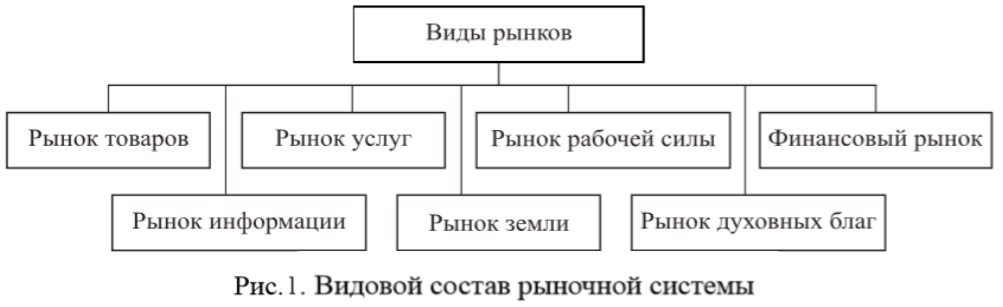 Виды рынков
Рынок товаров
Рынок услуг
Рынок рабочей силы
Финансовый рынок
Рынок информации
Рынок земли
Рынок духовных благ
Рис.1. Видовой состав рыночной системы